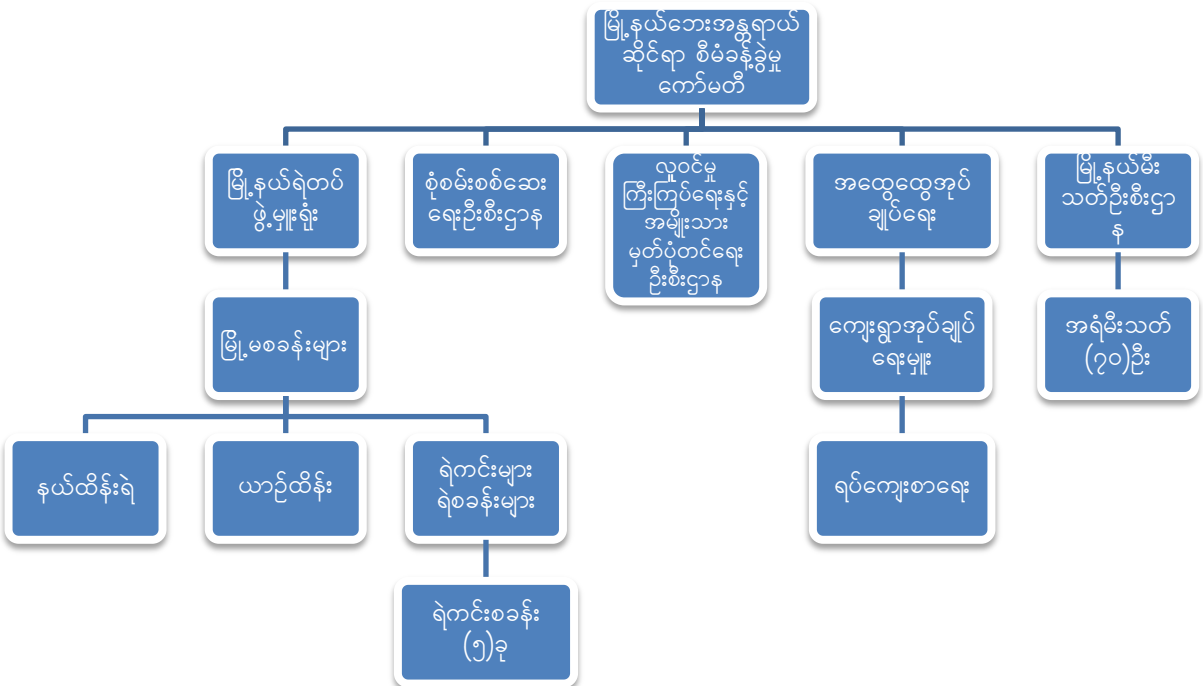 မြို့နယ်ဘေးအန္တရာယ်
ဆိုင်ရာ စီမံခန့်ခွဲမှု
ကော်မတီ
မြို့နယ်ရဲတပ်
ဖွဲ့မှူးရုံး
စုံစမ်းစစ်ဆေး
ရေးဦးစီးဌာန
လူဝင်မှု
ကြီးကြပ်ရေးနှင့်
အမျိုးသား
မှတ်ပုံတင်ရေး
ဦးစီးဌာန
အထွေထွေအုပ်
ချုပ်ရေး
မြို့နယ်မီး
သတ်ဦးစီးဌာ
န
မြို့မစခန်းများ
ကျေးရွာအုပ်ချုပ်
ရေးမှူး
အရံမီးသတ်
(၇၀)ဦး
နယ်ထိန်းရဲ
ယာဉ်ထိန်း
ရဲကင်းများ
ရဲစခန်းများ
ရပ်ကျေးစာရေး
ရဲကင်းစခန်း
(၅)ခု